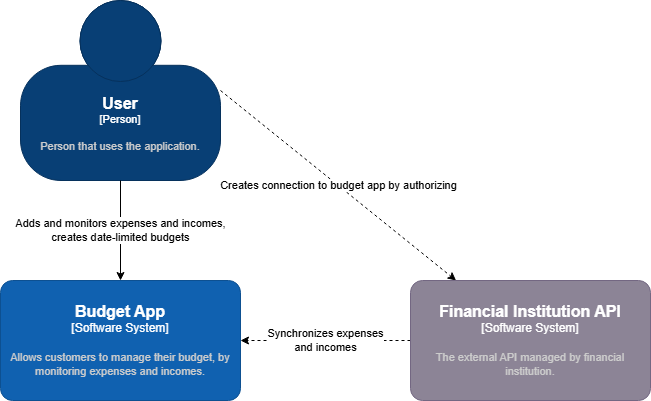 User
[Person]
Person that uses the application.
Creates connection to budget app by authorizing
Adds and monitors expenses and incomes,
creates date-limited budgets
Budget App
[Software System]
Allows customers to manage their budget, by
monitoring expenses and incomes.
Synchronizes expenses
and incomes
Financial Institution API
[Software System]
The external API managed by financial
institution.